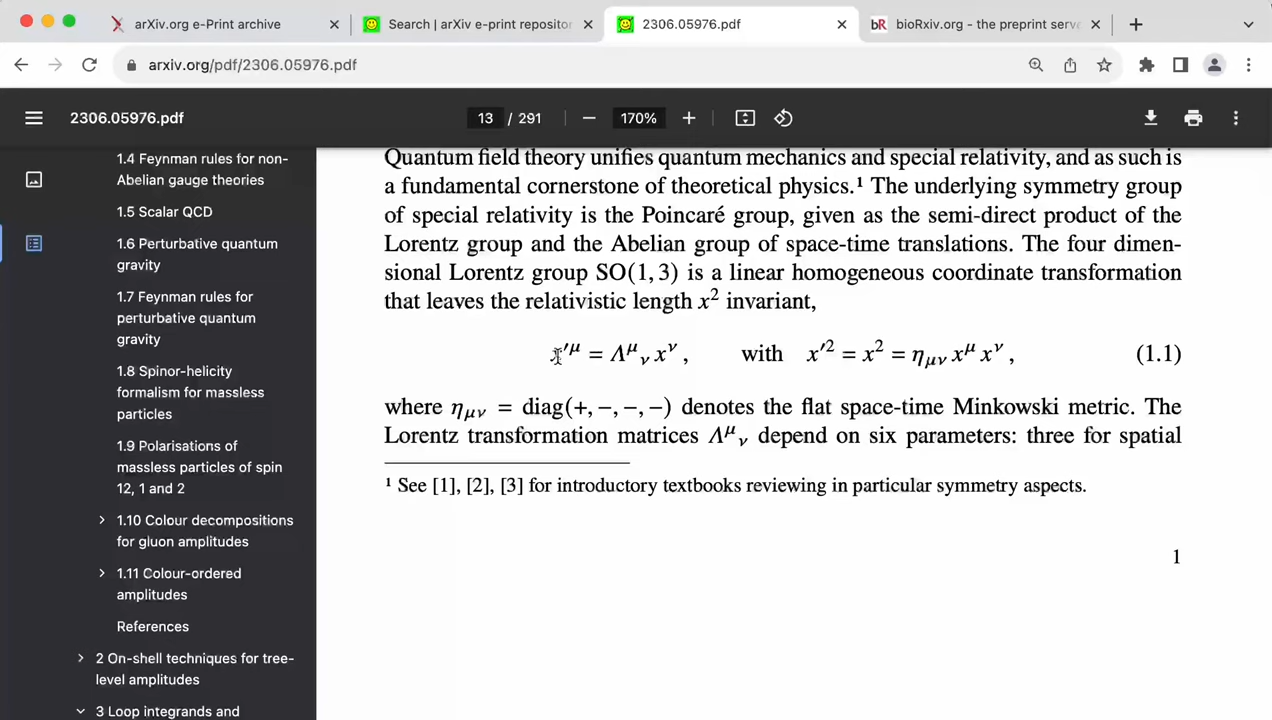 arXiv.org e-Print archive
Search | arXiv e-print repositor
2306.05976.pdf
bioRxiv.org - the preprint serve
arxiv.org/pdf/2306.05976.pdf
2306.05976.pdf
13 / 291
170%
1.4 Feynman rules for non-
Abelian gauge theories
1.5 Scalar QCD
1.6 Perturbative quantum
gravity
1.7 Feynman rules for
perturbative quantum
gravity
1.8 Spinor-helicity
formalism for massless
particles
1.9 Polarisations of
massless particles of spin
12, 1 and 2
1.10 Colour decompositions
for gluon amplitudes
1.11 Colour-ordered
amplitudes
References
2 On-shell techniques for tree-
level amplitudes
3 Loop integrands and
Quantum field theory unifies quantum mechanics and special relativity, and as such is
a fundamental cornerstone of theoretical physics.¹ The underlying symmetry group
of special relativity is the Poincaré group, given as the semi-direct product of the
Lorentz group and the Abelian group of space-time translations. The four dimen-
sional Lorentz group SO(1, 3) is a linear homogeneous coordinate transformation
that leaves the relativistic length x² invariant,
x′^μ = Λ^μ_ν x^ν , with x′² = x² = η_μν x^μ x^ν , (1.1)
where η_μν = diag(+, −, −, −) denotes the flat space-time Minkowski metric. The
Lorentz transformation matrices Λ^μ_ν depend on six parameters: three for spatial
¹ See [1], [2], [3] for introductory textbooks reviewing in particular symmetry aspects.
1